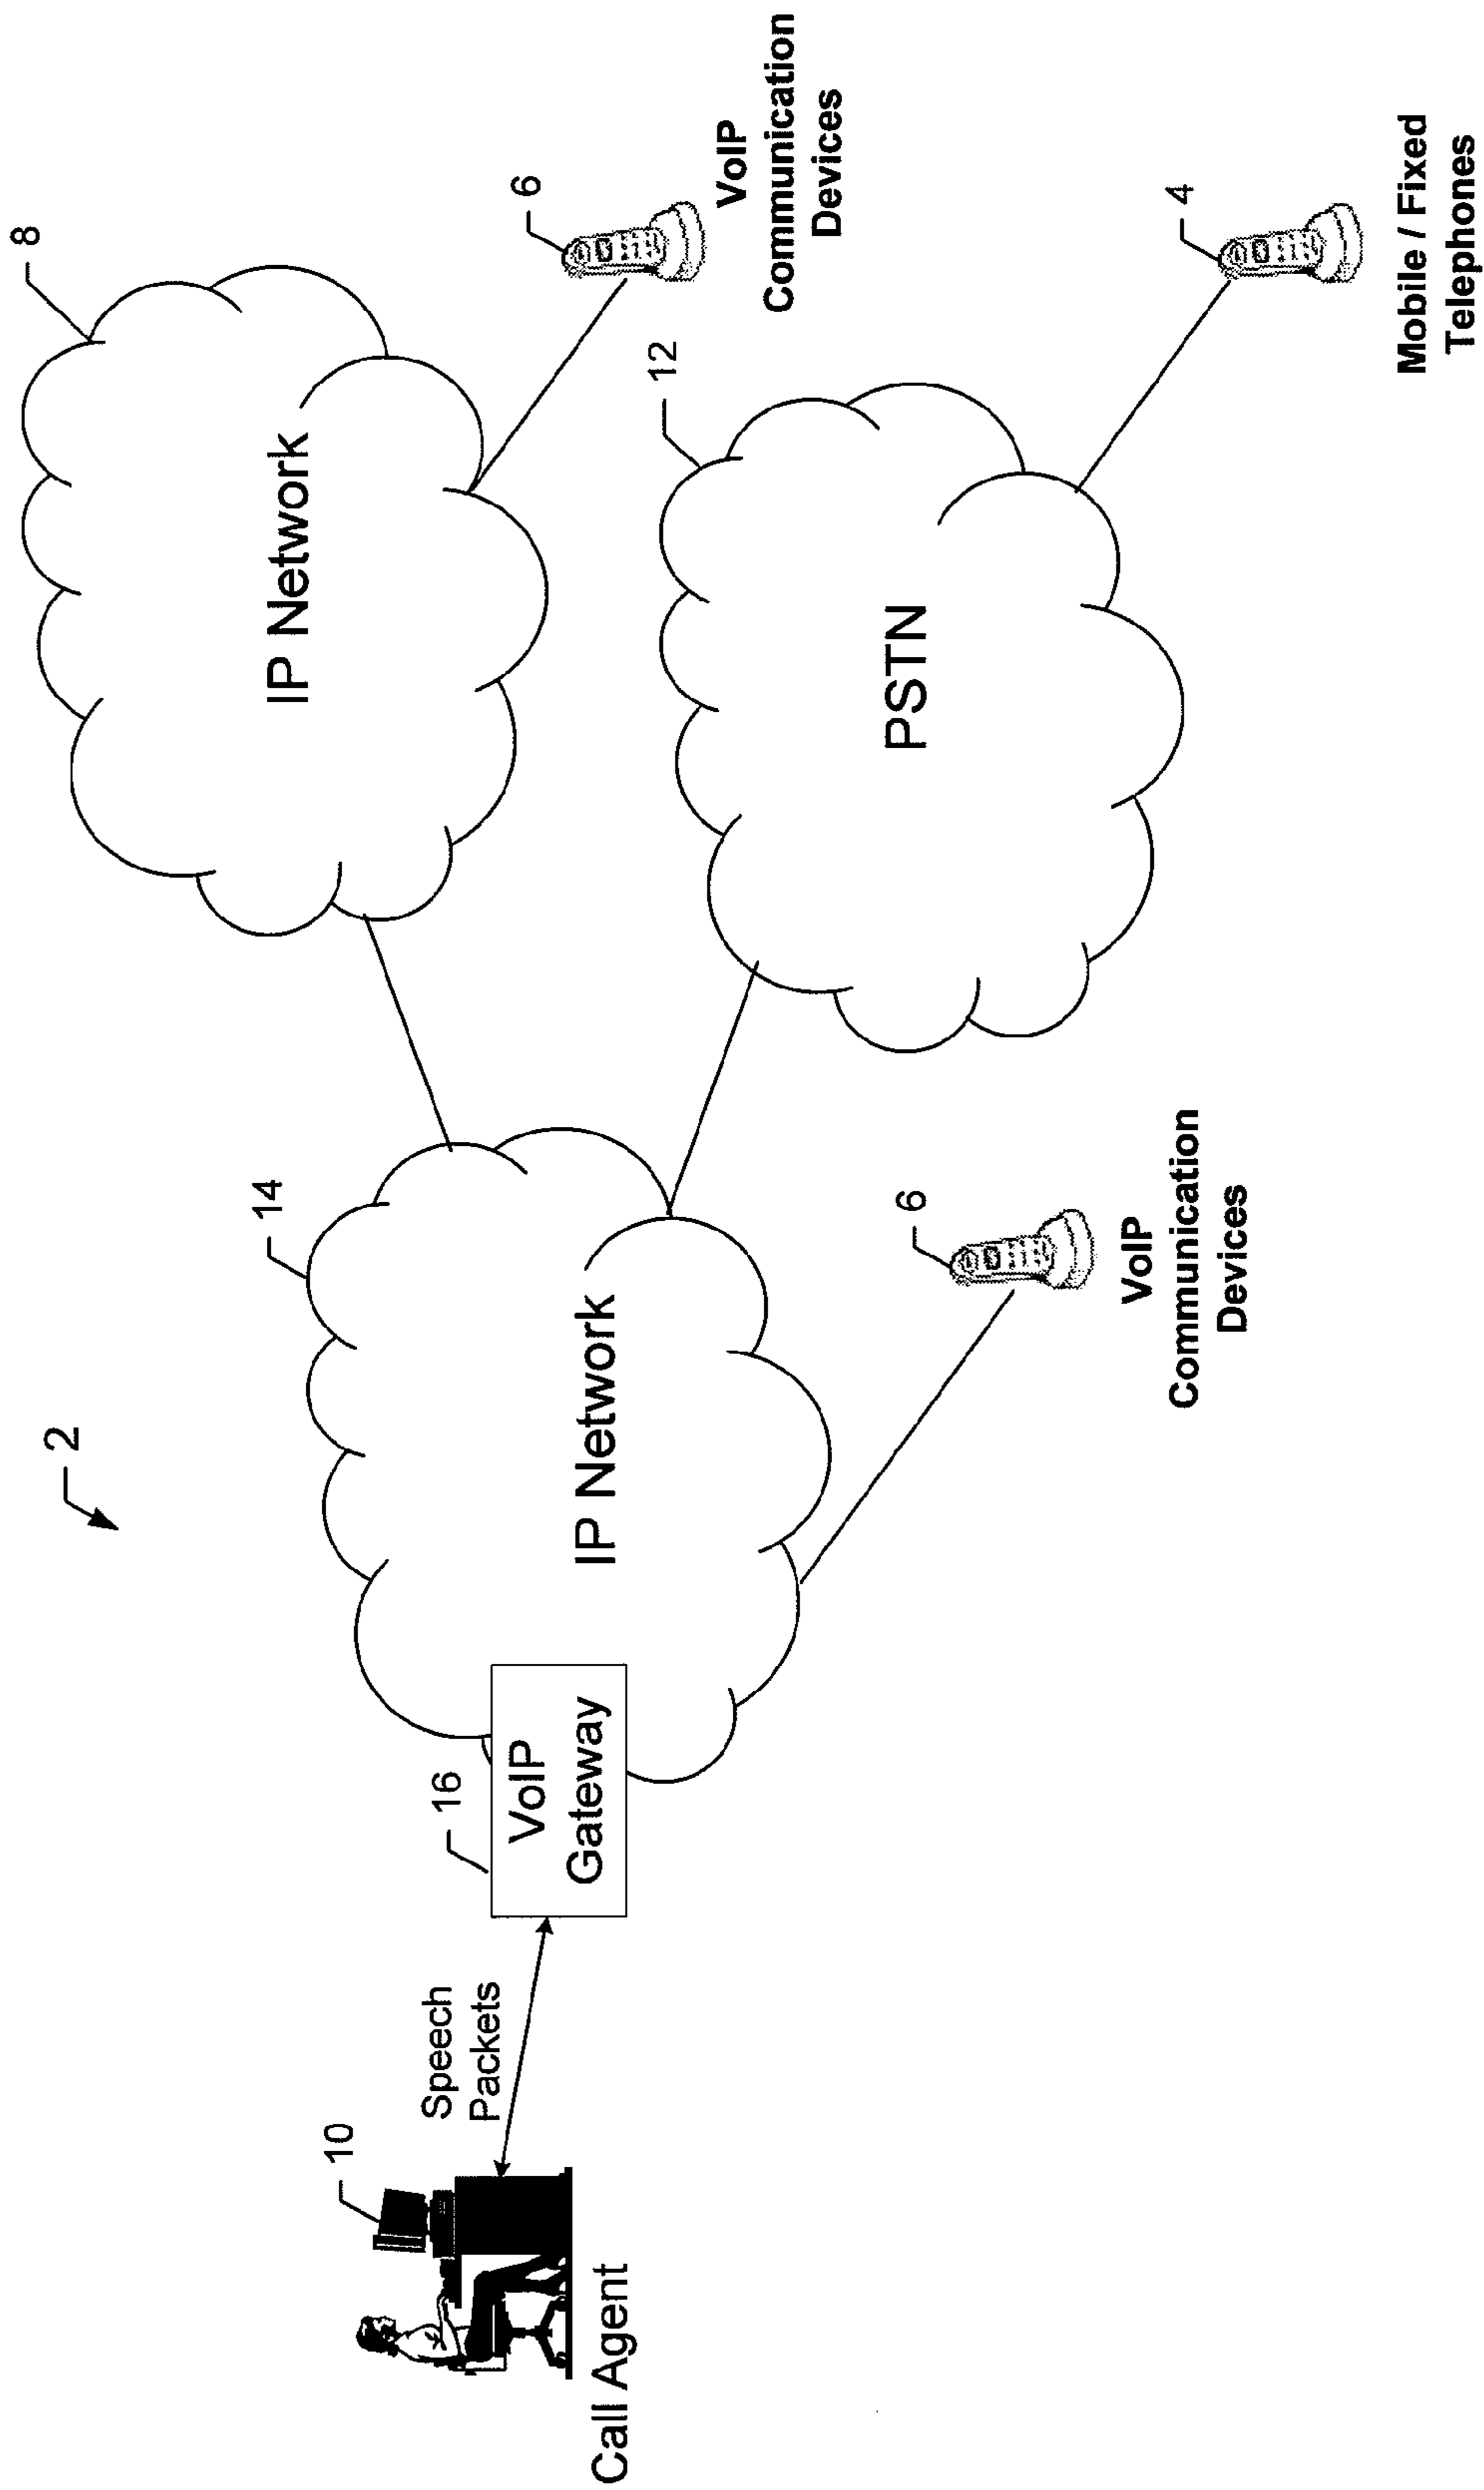 2
8
IP Network
6
VoIP
Communication
Devices
14
IP Network
12
PSTN
10
Speech
Packets
16
VoIP
Gateway
Call Agent
6
VoIP
Communication
Devices
4
Mobile / Fixed
Telephones